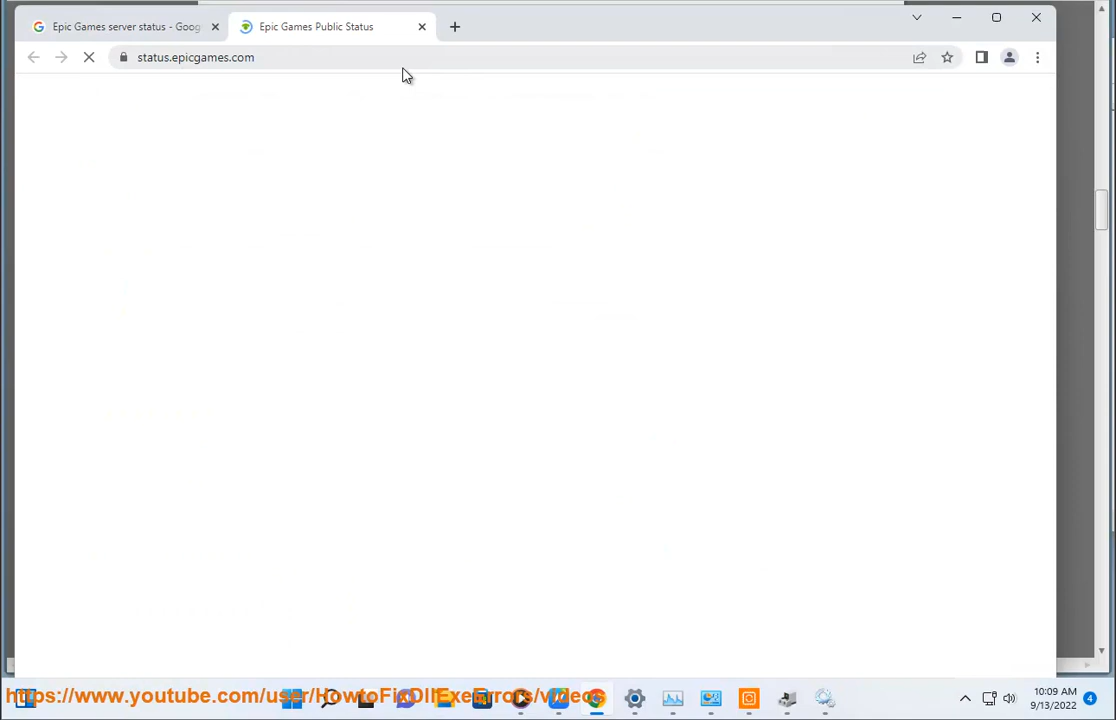 Epic Games server status - Goog
Epic Games Public Status
status.epicgames.com
https://www.youtube.com/user/HowtoFixDllExeErrors/videos
10:09 AM
9/13/2022
4